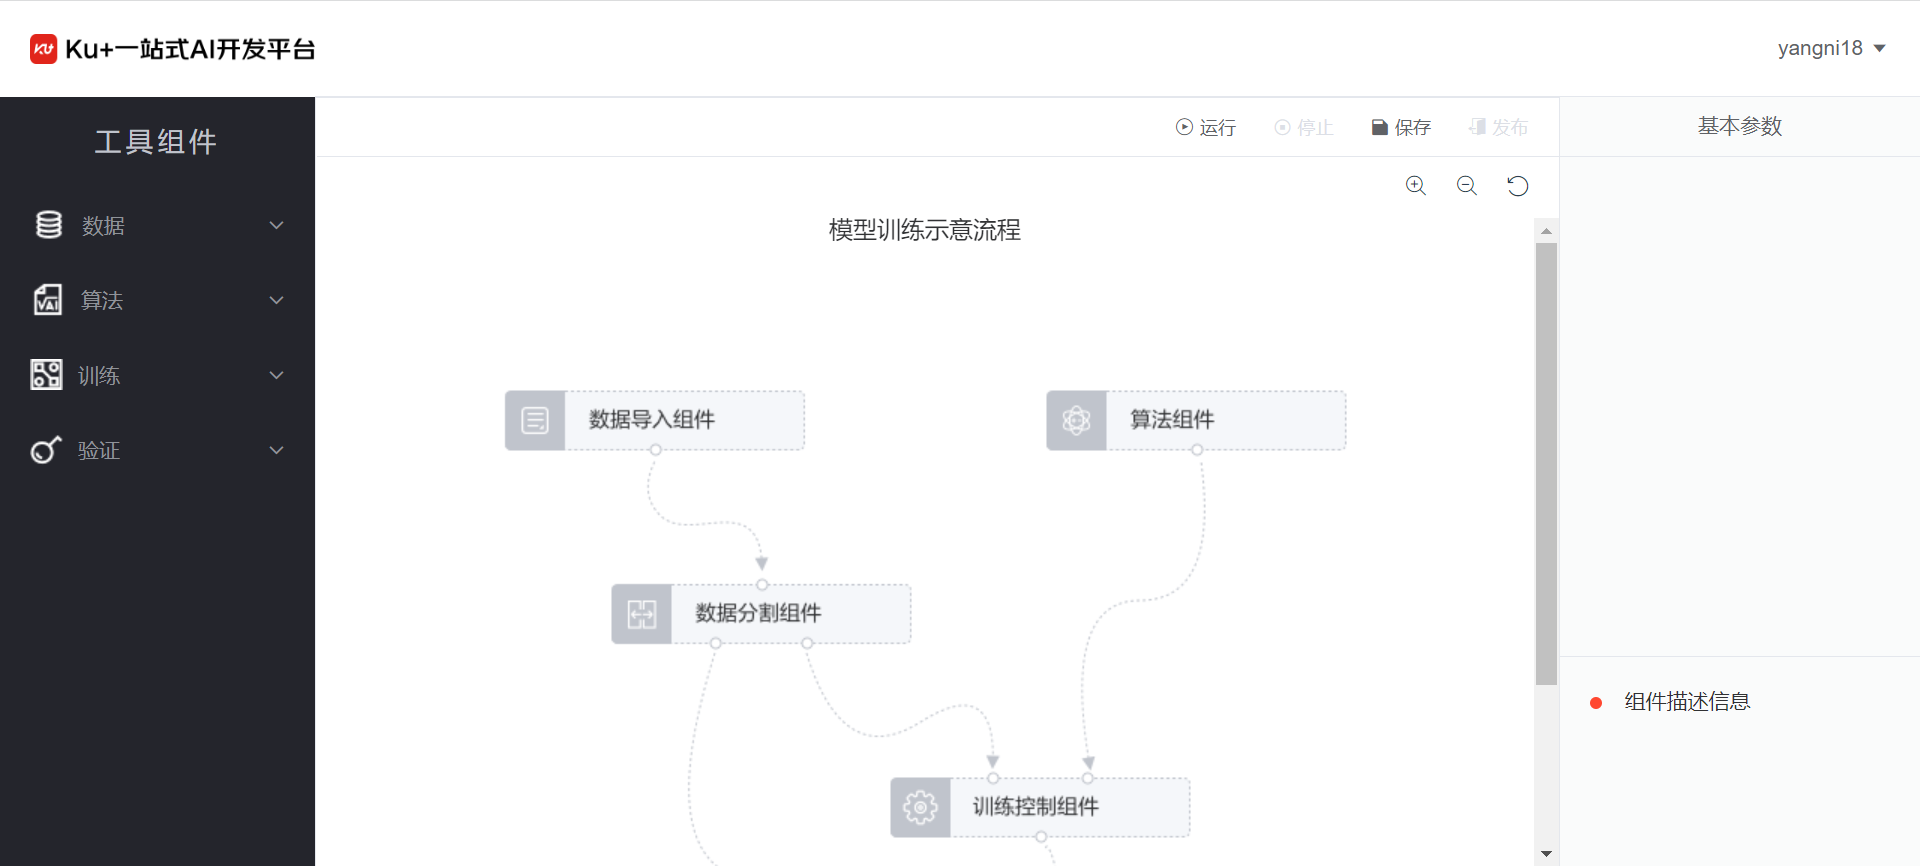 Ku+一站式AI开发平台
yangni18
工具组件
数据
算法
训练
验证
运行
停止
保存
发布
基本参数
模型训练示意流程
数据导入组件
算法组件
数据分割组件
训练控制组件
组件描述信息